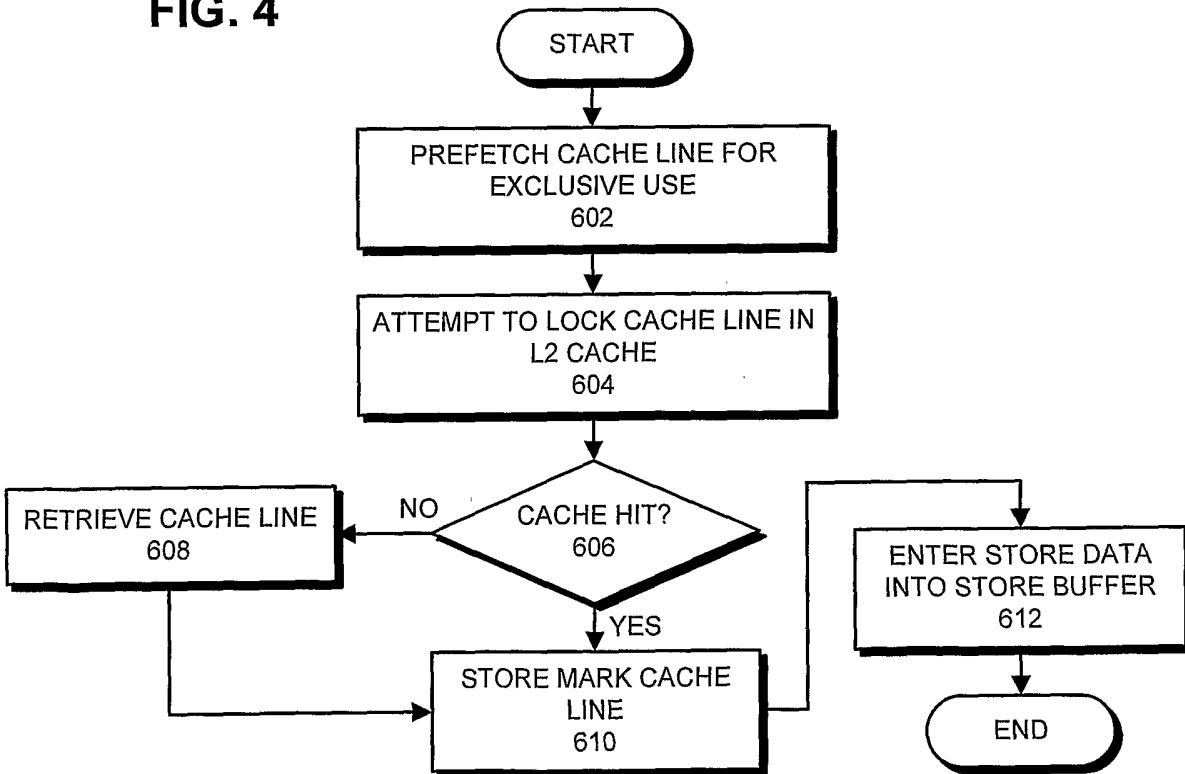 FIG. 4
START
PREFETCH CACHE LINE FOR
EXCLUSIVE USE
602
ATTEMPT TO LOCK CACHE LINE IN
L2 CACHE
604
CACHE HIT?
606
NO
RETRIEVE CACHE LINE
608
YES
STORE MARK CACHE
LINE
610
ENTER STORE DATA
INTO STORE BUFFER
612
END